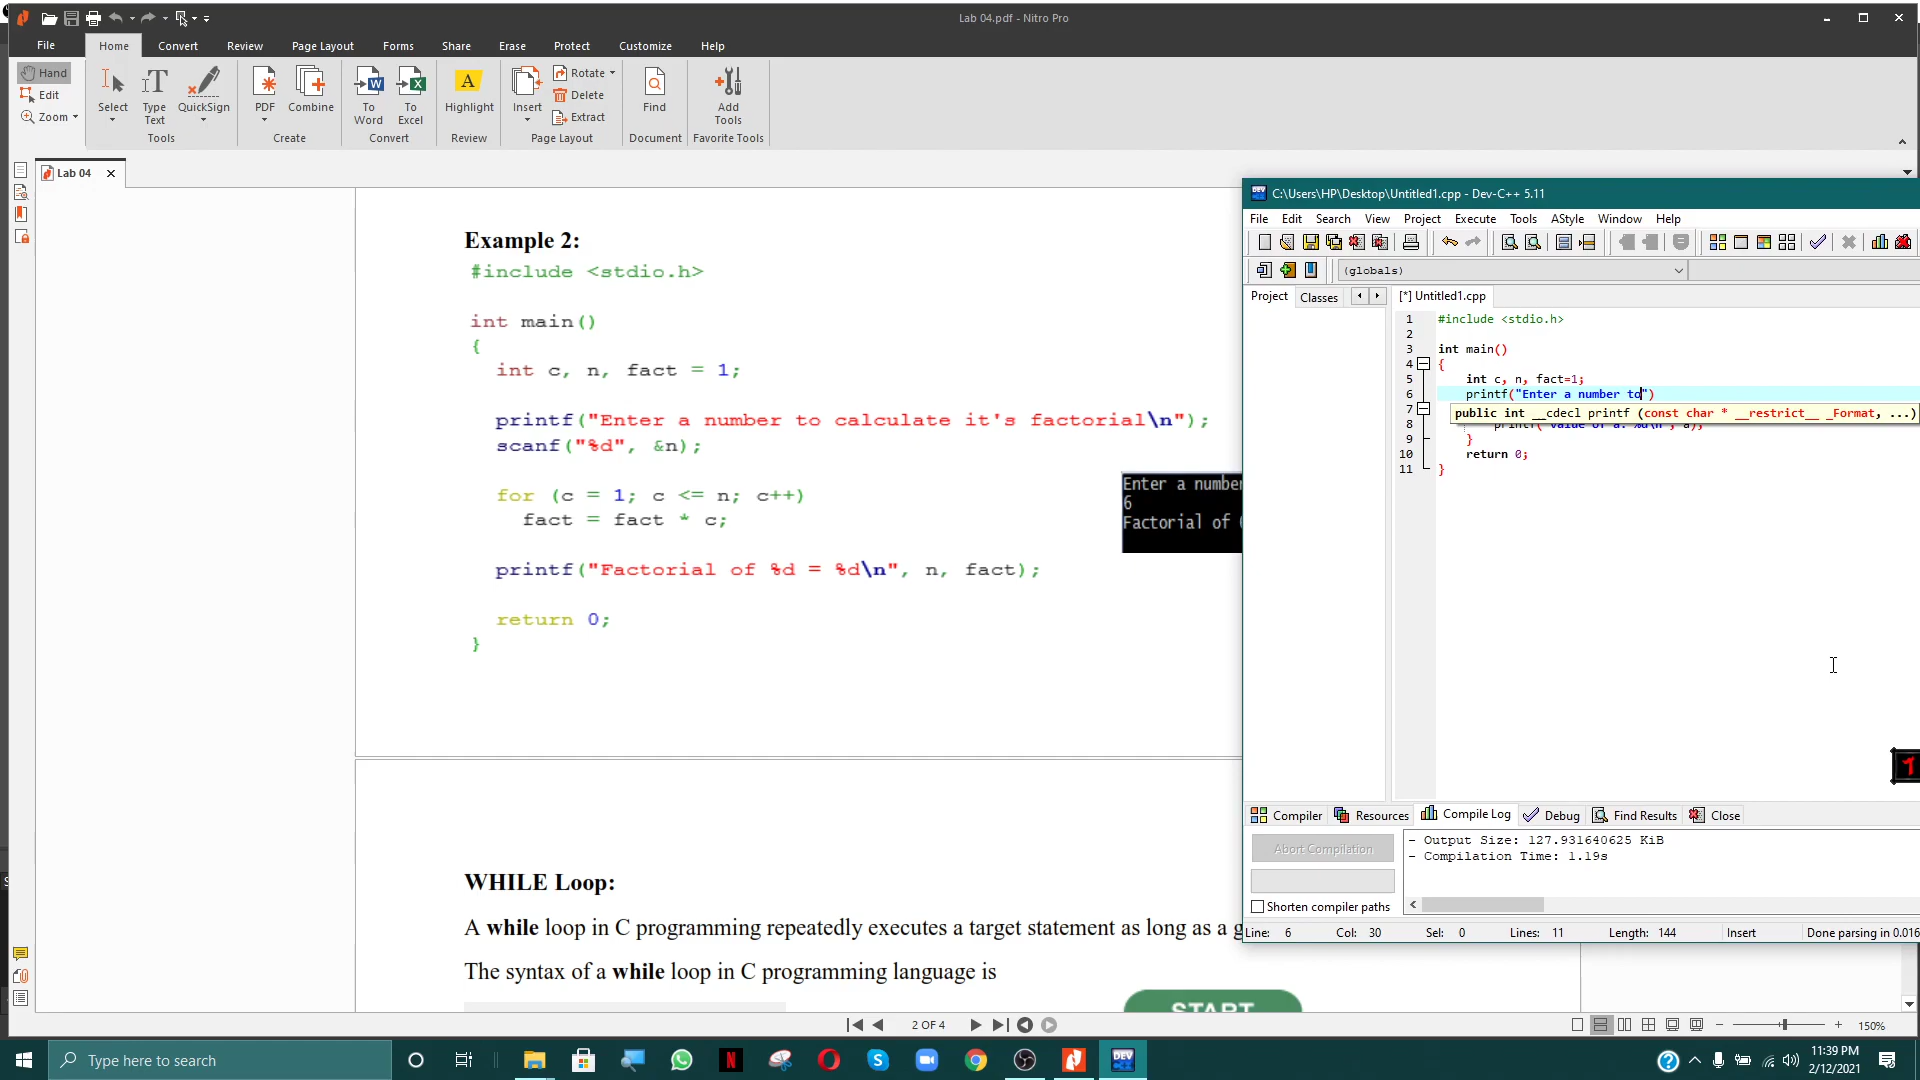 Lab 04.pdf - Nitro Pro
File Home Convert Review Page Layout Forms Share Erase Protect Customize Help
Hand
Edit
Zoom
Select
Type Text
QuickSign
Tools
PDF
Combine
Create
To Word
To Excel
Convert
Highlight
Review
Insert
Rotate
Delete
Extract
Page Layout
Find
Document
Add Tools
Favorite Tools
Lab 04
Example 2:
#include <stdio.h>
int main()
{
int c, n, fact = 1;
printf("Enter a number to calculate it's factorial\n");
scanf("%d", &n);
for (c = 1; c <= n; c++)
fact = fact * c;
printf("Factorial of %d = %d\n", n, fact);
return 0;
}
Enter a number
6
Factorial of
WHILE Loop:
A while loop in C programming repeatedly executes a target statement as long as a
The syntax of a while loop in C programming language is
START
2 OF 4
150%
C:\Users\HP\Desktop\Untitled1.cpp - Dev-C++ 5.11
File Edit Search View Project Execute Tools AStyle Window Help
(globals)
Project Classes
[*] Untitled1.cpp
1 #include <stdio.h>
2
3 int main()
4 {
5 int c, n, fact=1;
6 printf("Enter a number to")
7
public int __cdecl printf (const char * __restrict__ _Format, ...)
8 printf("value of a: %d\n", a);
9 }
10 return 0;
11 }
Compiler Resources Compile Log Debug Find Results Close
Abort Compilation
Shorten compiler paths
- Output Size: 127.931640625 KiB
- Compilation Time: 1.19s
Line: 6 Col: 30 Sel: 0 Lines: 11 Length: 144 Insert Done parsing in 0.016
Type here to search
11:39 PM
2/12/2021